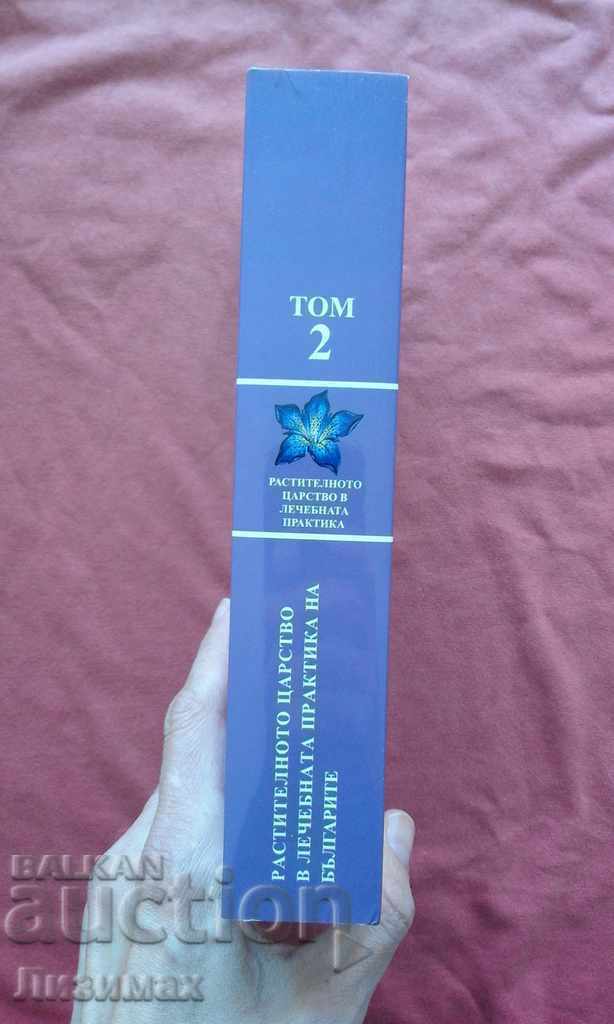 ТОМ
2
РАСТИТЕЛНОТО
ЦАРСТВО В
ЛЕЧЕБНАТА
ПРАКТИКА
РАСТИТЕЛНОТО ЦАРСТВО
В ЛЕЧЕБНАТА ПРАКТИКА НА
БЪЛГАРИТЕ
BALKAN
auction
Лизимах